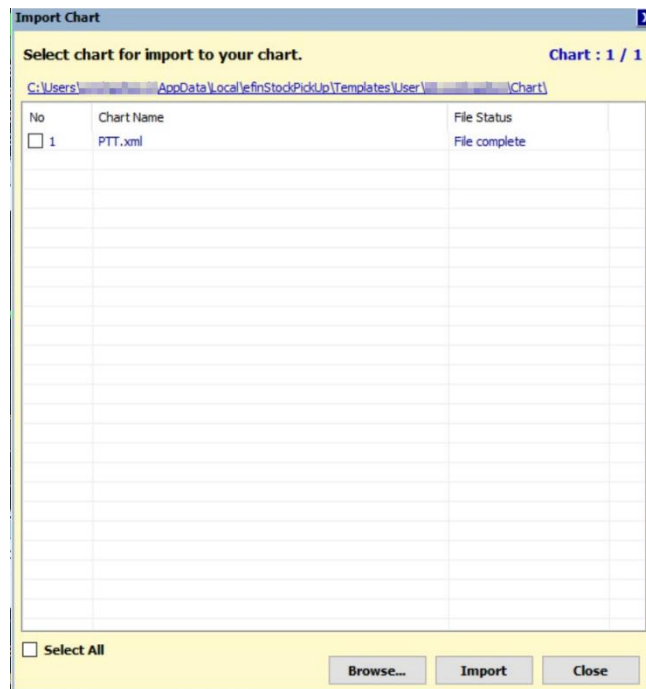 Import Chart
Select chart for import to your chart. Chart : 1 / 1
C:\Users\ AppData\Local\efinStockPickUp\Templates\User\ \Chart\
No Chart Name File Status
1 PTT.xml File complete
Select All
Browse... Import Close